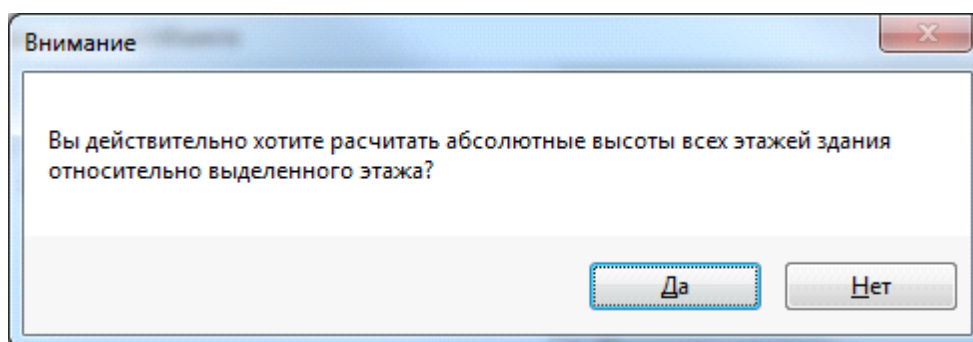 Внимание
Вы действительно хотите расчитать абсолютные высоты всех этажей здания
относительно выделенного этажа?
Да
Нет